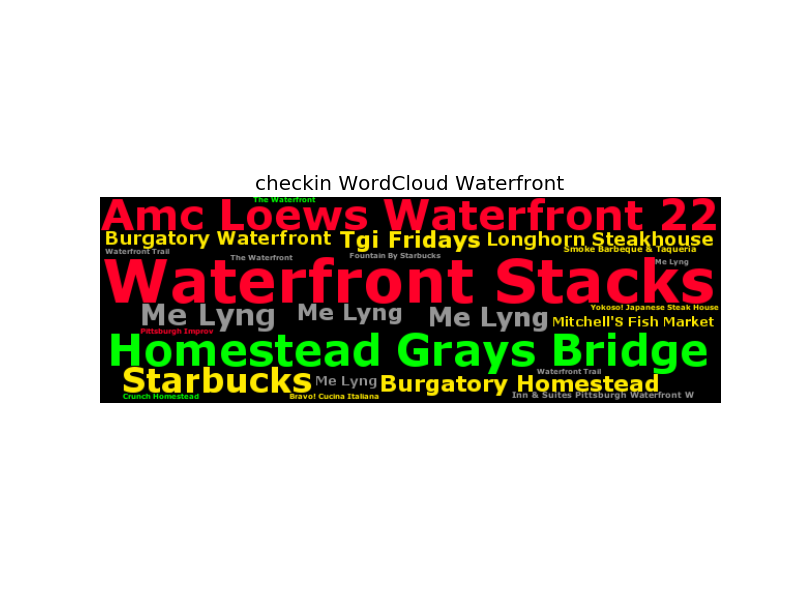 checkin WordCloud Waterfront
The Waterfront
Amc Loews Waterfront 22
Burgatory Waterfront Tgi Fridays Longhorn Steakhouse
Smoke Barbeque & Taqueria
Waterfront Trail
The Waterfront
Fountain By Starbucks
Me Lyng
Waterfront Stacks
Me Lyng Me Lyng Me Lyng
Yokoso! Japanese Steak House
Mitchell'S Fish Market
Pittsburgh Improv
Homestead Grays Bridge
Waterfront Trail
Starbucks Me Lyng Burgatory Homestead
Crunch Homestead
Bravo! Cucina Italiana
Inn & Suites Pittsburgh Waterfront W